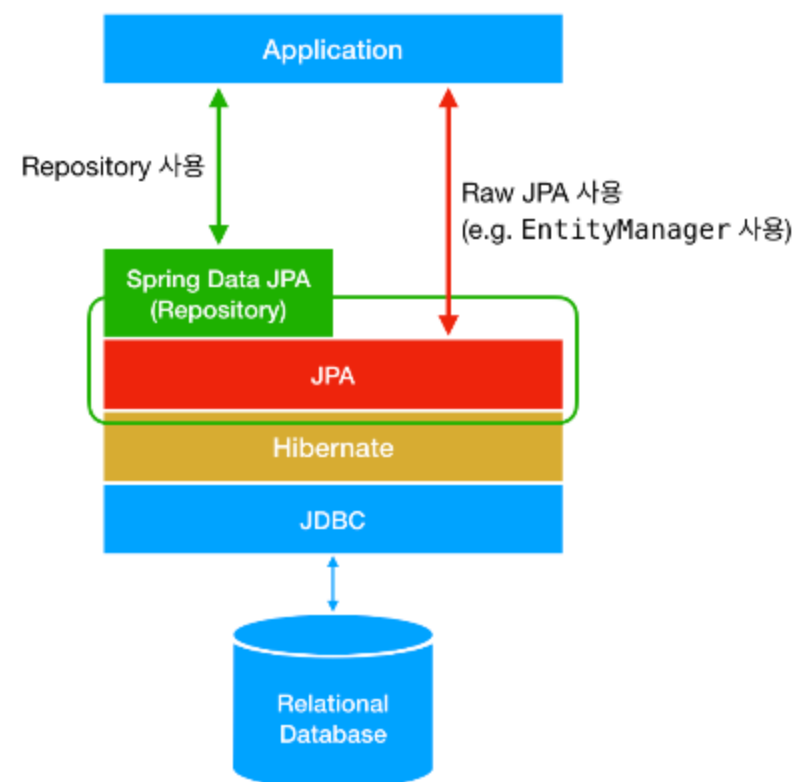 Application
Repository 사용
Raw JPA 사용
(e.g. EntityManager 사용)
Spring Data JPA
(Repository)
JPA
Hibernate
JDBC
Relational
Database